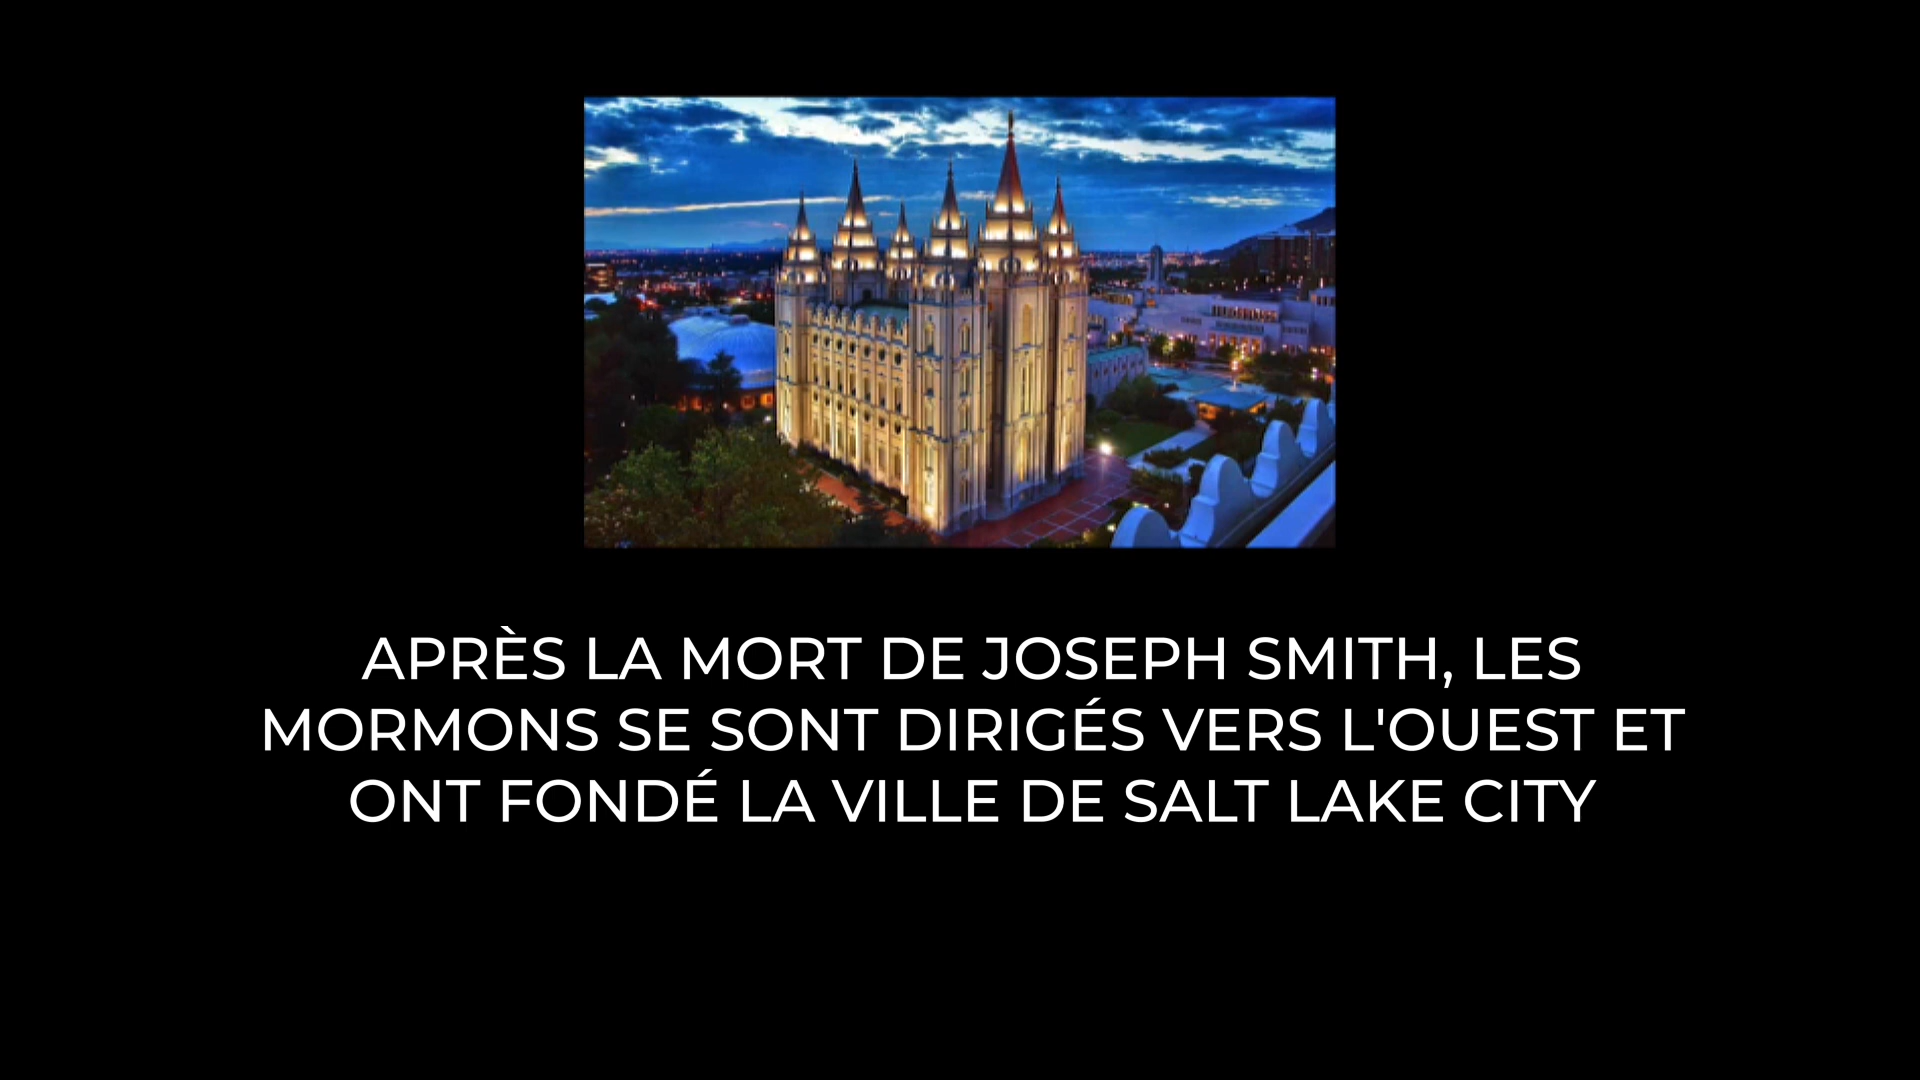 APRÈS LA MORT DE JOSEPH SMITH, LES
MORMONS SE SONT DIRIGÉS VERS L'OUEST ET
ONT FONDÉ LA VILLE DE SALT LAKE CITY